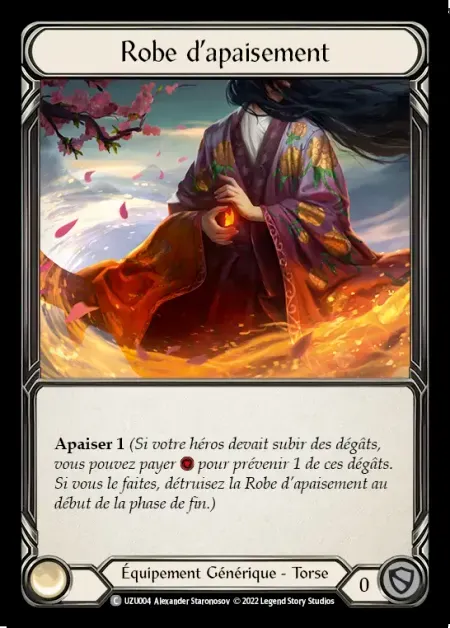 Robe d'apaisement
Apaiser 1 (Si votre héros devait subir des dégâts,
vous pouvez payer pour prévenir 1 de ces dégâts.
Si vous le faites, détruisez la Robe d'apaisement au
début de la phase de fin.)
Équipement Générique - Torse
0
C UZU004 Alexander Staronosov © 2022 Legend Story Studios